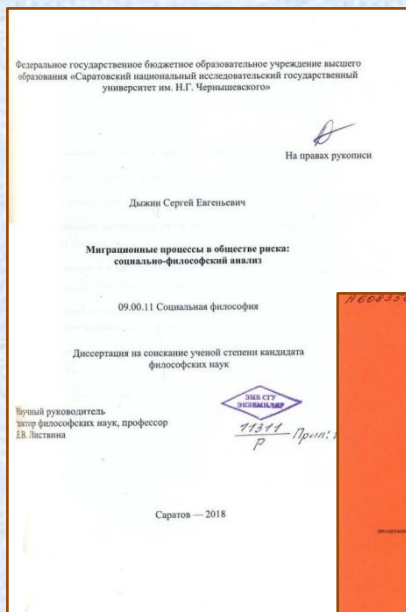 Федеральное государственное бюджетное образовательное учреждение высшего
образования «Саратовский национальный исследовательский государственный
университет им. Н.Г. Чернышевского»
На правах рукописи
Дыжин Сергей Евгеньевич
Миграционные процессы в обществе риска:
социально-философский анализ
09.00.11 Социальная философия
Диссертация на соискание ученой степени кандидата
философских наук
Научный руководитель
доктор философских наук, профессор
Е.В. Листвина
ЗНБ СГУ
ЭКЗЕМПЛЯР
11311
р
Прил:
Саратов — 2018